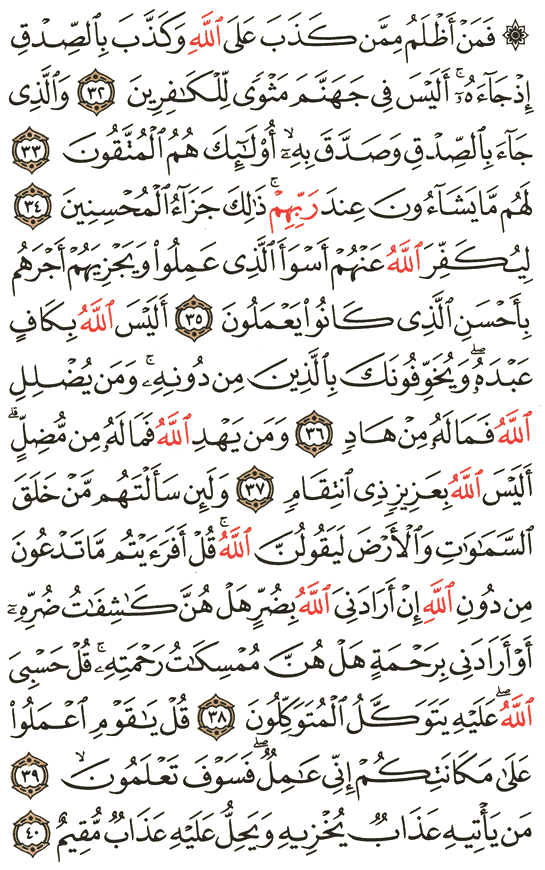 ۞ فَمَنْ أَظْلَمُ مِمَّن كَذَبَ عَلَى ٱللَّهِ وَكَذَّبَ بِٱلصِّدْقِ
إِذْ جَآءَهُۥٓۚ أَلَيْسَ فِى جَهَنَّمَ مَثْوًى لِّلْكَـٰفِرِينَ ٣٢ وَٱلَّذِى
جَآءَ بِٱلصِّدْقِ وَصَدَّقَ بِهِۦٓۙ أُو۟لَـٰٓئِكَ هُمُ ٱلْمُتَّقُونَ ٣٣
لَهُم مَّا يَشَآءُونَ عِندَ رَبِّهِمْۚ ذَٰلِكَ جَزَآءُ ٱلْمُحْسِنِينَ ٣٤
لِيُكَفِّرَ ٱللَّهُ عَنْهُمْ أَسْوَأَ ٱلَّذِى عَمِلُوا۟ وَيَجْزِيَهُمْ أَجْرَهُم
بِأَحْسَنِ ٱلَّذِى كَانُوا۟ يَعْمَلُونَ ٣٥ أَلَيْسَ ٱللَّهُ بِكَافٍ
عَبْدَهُۥۖ وَيُخَوِّفُونَكَ بِٱلَّذِينَ مِن دُونِهِۦۚ وَمَن يُضْلِلِ
ٱللَّهُ فَمَا لَهُۥ مِنْ هَادٍ ٣٦ وَمَن يَهْدِ ٱللَّهُ فَمَا لَهُۥ مِن مُّضِلٍّۗ
أَلَيْسَ ٱللَّهُ بِعَزِيزٍ ذِى ٱنتِقَامٍ ٣٧ وَلَئِن سَأَلْتَهُم مَّنْ خَلَقَ
ٱلسَّمَـٰوَٰتِ وَٱلْأَرْضَ لَيَقُولُنَّ ٱللَّهُۚ قُلْ أَفَرَءَيْتُم مَّا تَدْعُونَ
مِن دُونِ ٱللَّهِ إِنْ أَرَادَنِىَ ٱللَّهُ بِضُرٍّ هَلْ هُنَّ كَـٰشِفَـٰتُ ضُرِّهِۦٓ
أَوْ أَرَادَنِى بِرَحْمَةٍ هَلْ هُنَّ مُمْسِكَـٰتُ رَحْمَتِهِۦۚ قُلْ حَسْبِىَ
ٱللَّهُۖ عَلَيْهِ يَتَوَكَّلُ ٱلْمُتَوَكِّلُونَ ٣٨ قُلْ يَـٰقَوْمِ ٱعْمَلُوا۟
عَلَىٰ مَكَانَتِكُمْ إِنِّى عَـٰمِلٌۖ فَسَوْفَ تَعْلَمُونَۙ ٣٩
مَن يَأْتِيهِ عَذَابٌ يُخْزِيهِ وَيَحِلُّ عَلَيْهِ عَذَابٌ مُّقِيمٌ ٤٠